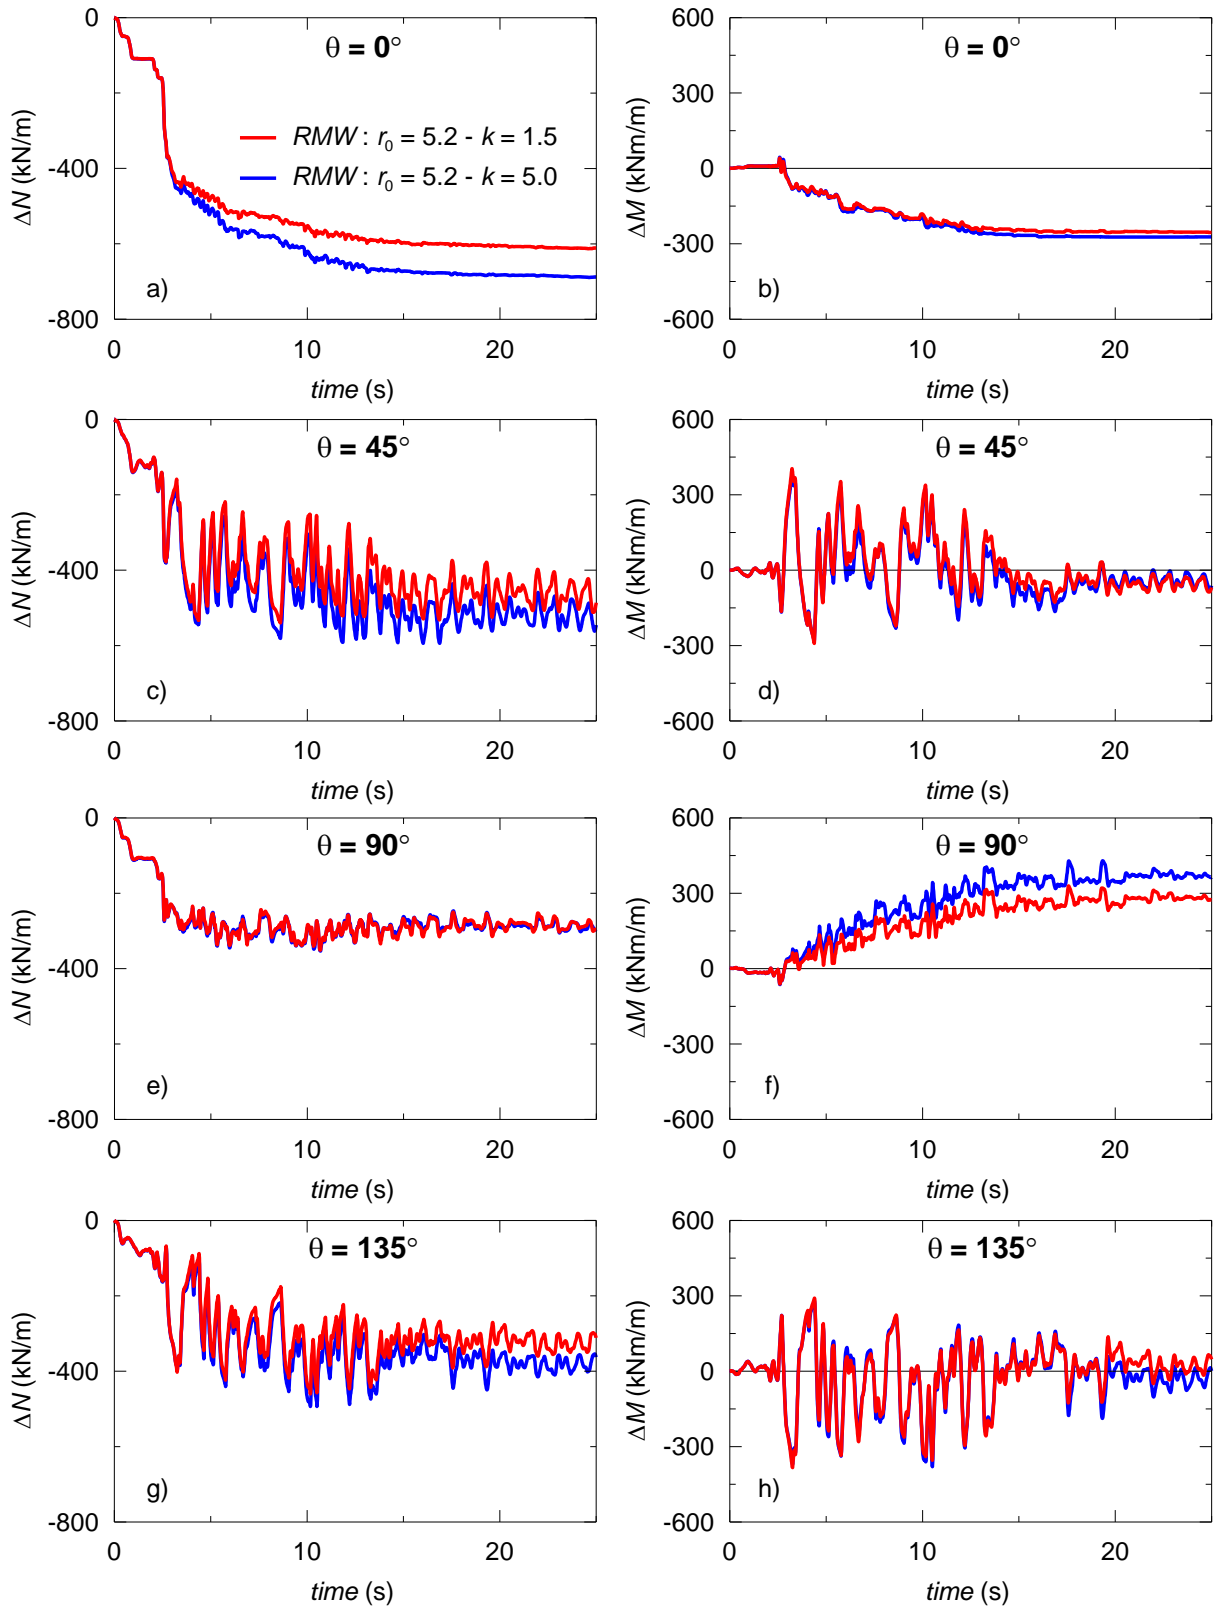 θ = 0°
RMW : r₀ = 5.2 - k = 1.5
RMW : r₀ = 5.2 - k = 5.0
a)
0
-400
-800
ΔN (kN/m)
0 10 20
time (s)
θ = 0°
b)
600
300
0
-300
-600
ΔM (kNm/m)
0 10 20
time (s)
θ = 45°
c)
0
-400
-800
ΔN (kN/m)
0 10 20
time (s)
θ = 45°
d)
600
300
0
-300
-600
ΔM (kNm/m)
0 10 20
time (s)
θ = 90°
e)
0
-400
-800
ΔN (kN/m)
0 10 20
time (s)
θ = 90°
f)
600
300
0
-300
-600
ΔM (kNm/m)
0 10 20
time (s)
θ = 135°
g)
0
-400
-800
ΔN (kN/m)
0 10 20
time (s)
θ = 135°
h)
600
300
0
-300
-600
ΔM (kNm/m)
0 10 20
time (s)